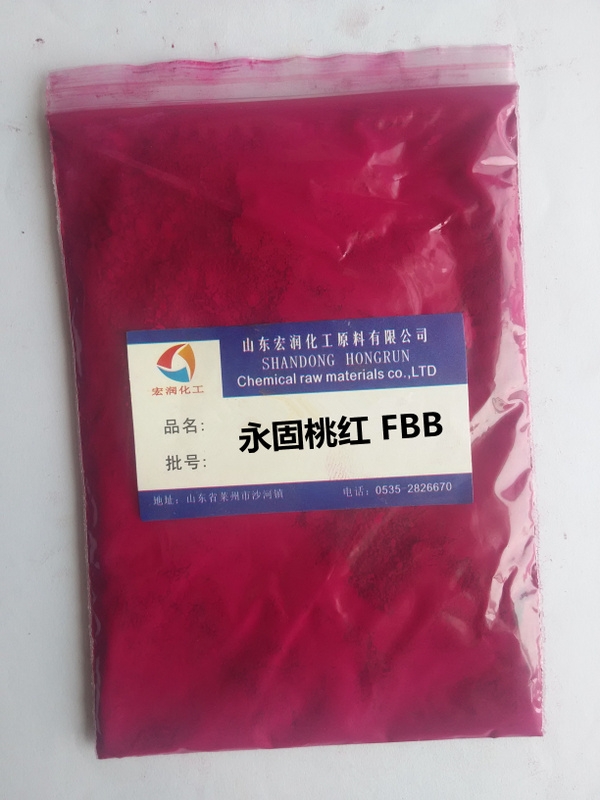 山东宏润化工原料有限公司
SHANDONG HONGRUN
Chemical raw materials co.,LTD
宏润化工
品名: 永固桃红 FBB
批号:
地址: 山东省莱州市沙河镇 电话: 0535-2826670